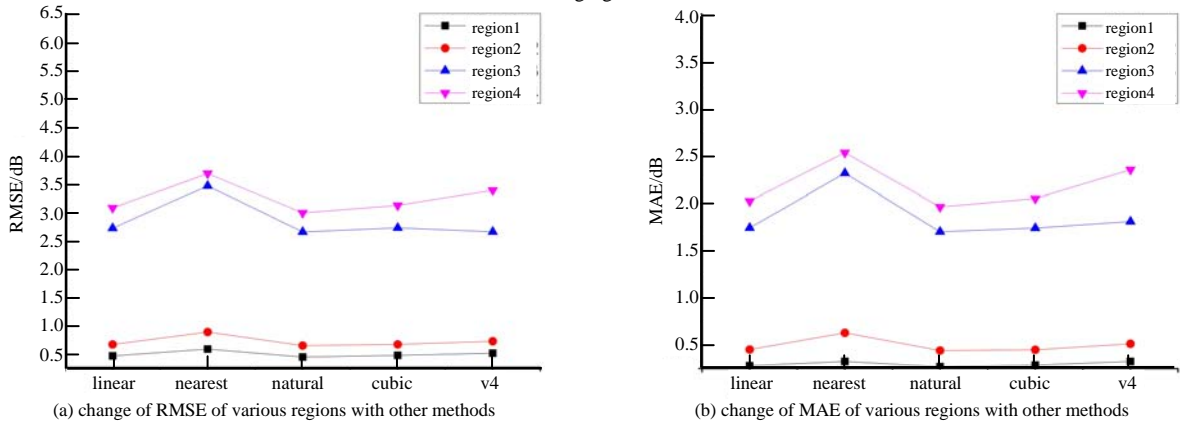 6.5
6.0
5.5
5.0
4.5
4.0
3.5
3.0
2.5
2.0
1.5
1.0
0.5
RMSE/dB
region1
region2
region3
region4
linear nearest natural cubic v4
(a) change of RMSE of various regions with other methods
4.0
3.5
3.0
2.5
2.0
1.5
1.0
0.5
MAE/dB
region1
region2
region3
region4
linear nearest natural cubic v4
(b) change of MAE of various regions with other methods